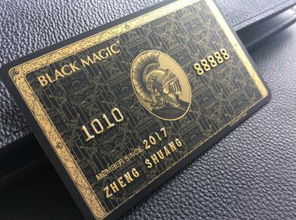 BLACK MAGIC
1010 88888
MEMBER SINCE 2017
ZHENG SHUANG